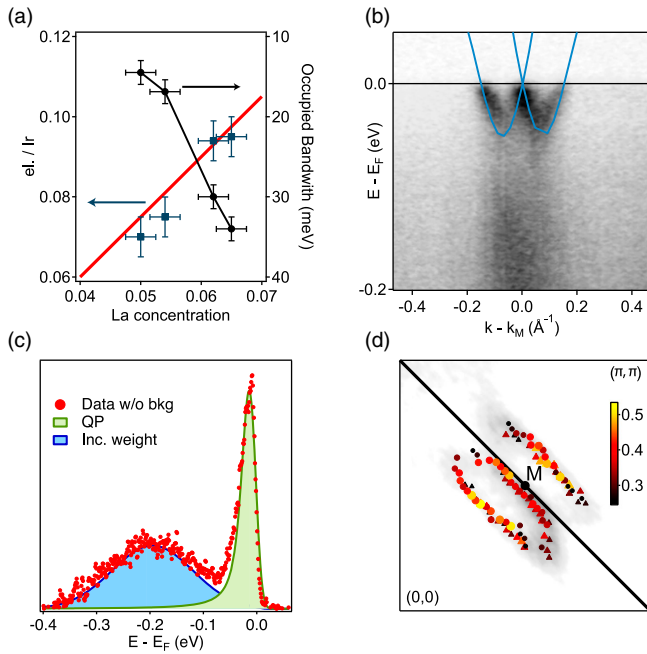 (a)
0.12
0.10
0.08
0.06
el. / Ir
10
20
30
40
Occupied Bandwith (meV)
0.04
0.05
0.06
0.07
La concentration
(b)
0.0
-0.2
E - E_F (eV)
-0.4
-0.2
0.0
0.2
0.4
k - k_M (Å⁻¹)
(c)
Data w/o bkg
QP
Inc. weight
-0.4
-0.3
-0.2
-0.1
0.0
E - E_F (eV)
(d)
(π,π)
0.5
0.4
0.3
M
(0,0)